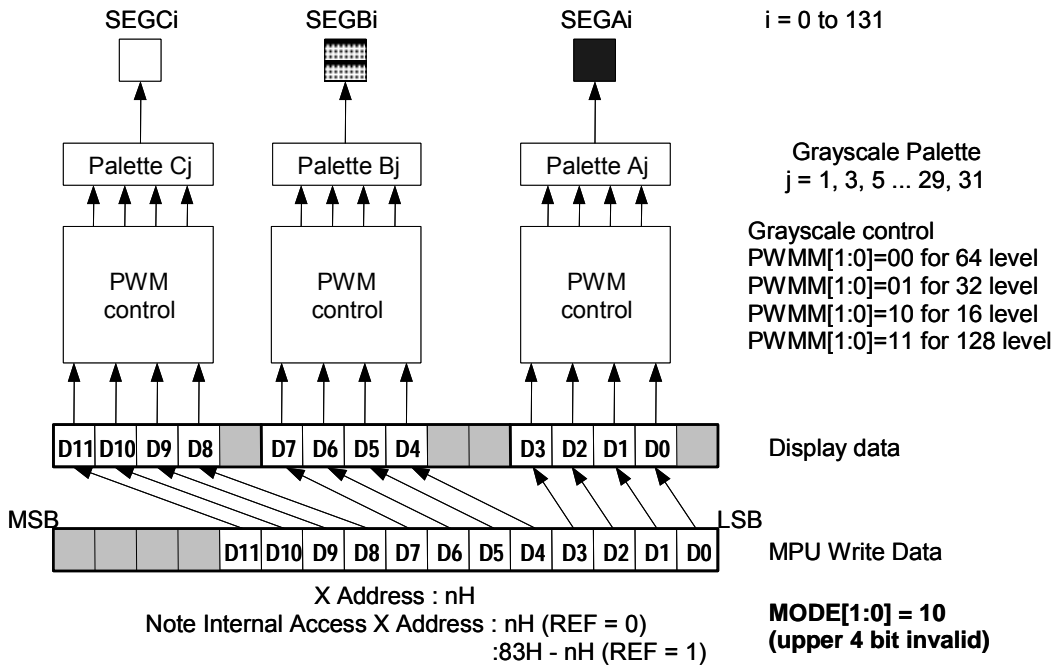 SEGCi SEGBi SEGAi i = 0 to 131
Palette Cj Palette Bj Palette Aj
Grayscale Palette
j = 1, 3, 5 ... 29, 31
PWM control PWM control PWM control
Grayscale control
PWMM[1:0]=00 for 64 level
PWMM[1:0]=01 for 32 level
PWMM[1:0]=10 for 16 level
PWMM[1:0]=11 for 128 level
D11 D10 D9 D8 D7 D6 D5 D4 D3 D2 D1 D0 Display data
MSB LSB
D11 D10 D9 D8 D7 D6 D5 D4 D3 D2 D1 D0 MPU Write Data
X Address : nH
Note Internal Access X Address : nH (REF = 0)
:83H - nH (REF = 1)
MODE[1:0] = 10
(upper 4 bit invalid)